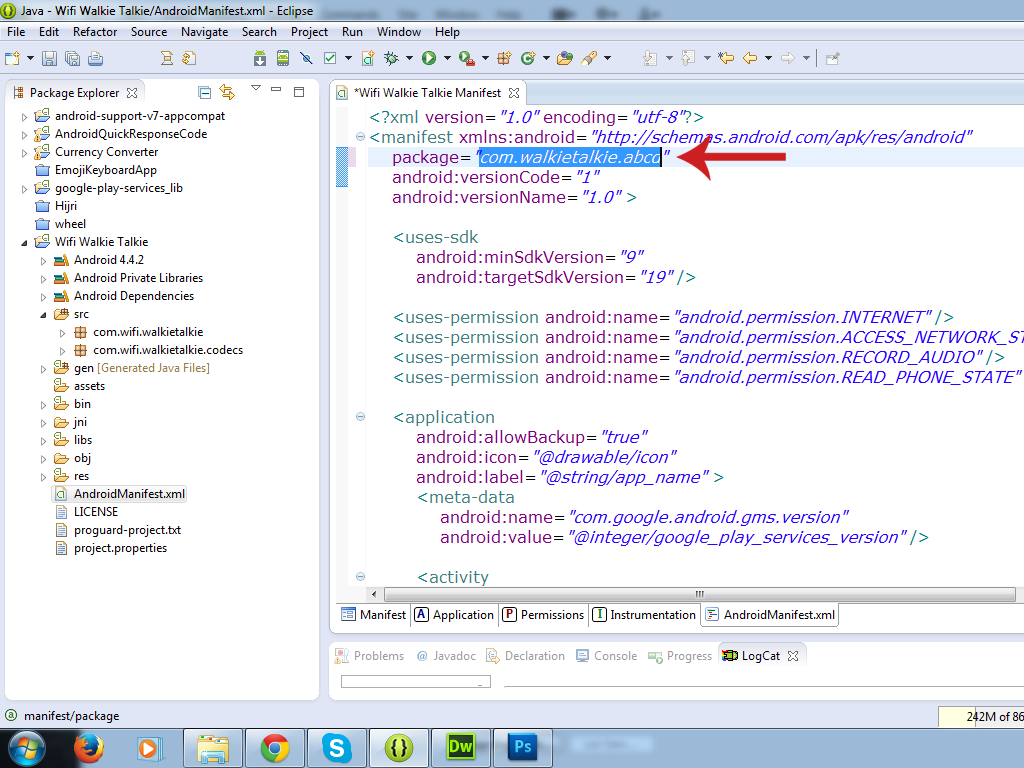 Java - Wifi Walkie Talkie/AndroidManifest.xml - Eclipse
File Edit Refactor Source Navigate Search Project Run Window Help
Package Explorer
android-support-v7-appcompat
AndroidQuickResponseCode
Currency Converter
EmojiKeyboardApp
google-play-services_lib
Hijri
wheel
Wifi Walkie Talkie
Android 4.4.2
Android Private Libraries
Android Dependencies
src
com.wifi.walkietalkie
com.wifi.walkietalkie.codecs
gen [Generated Java Files]
assets
bin
jni
libs
obj
res
AndroidManifest.xml
LICENSE
proguard-project.txt
project.properties
*Wifi Walkie Talkie Manifest
<?xml version="1.0" encoding="utf-8"?>
<manifest xmlns:android="http://schemas.android.com/apk/res/android"
package="com.walkietalkie.abcd"
android:versionCode="1"
android:versionName="1.0" >
<uses-sdk
android:minSdkVersion="9"
android:targetSdkVersion="19" />
<uses-permission android:name="android.permission.INTERNET" />
<uses-permission android:name="android.permission.ACCESS_NETWORK_ST
<uses-permission android:name="android.permission.RECORD_AUDIO" />
<uses-permission android:name="android.permission.READ_PHONE_STATE"
<application
android:allowBackup="true"
android:icon="@drawable/icon"
android:label="@string/app_name" >
<meta-data
android:name="com.google.android.gms.version"
android:value="@integer/google_play_services_version" />
<activity
Manifest Application Permissions Instrumentation AndroidManifest.xml
Problems Javadoc Declaration Console Progress LogCat
manifest/package
242M of 86
Dw Ps